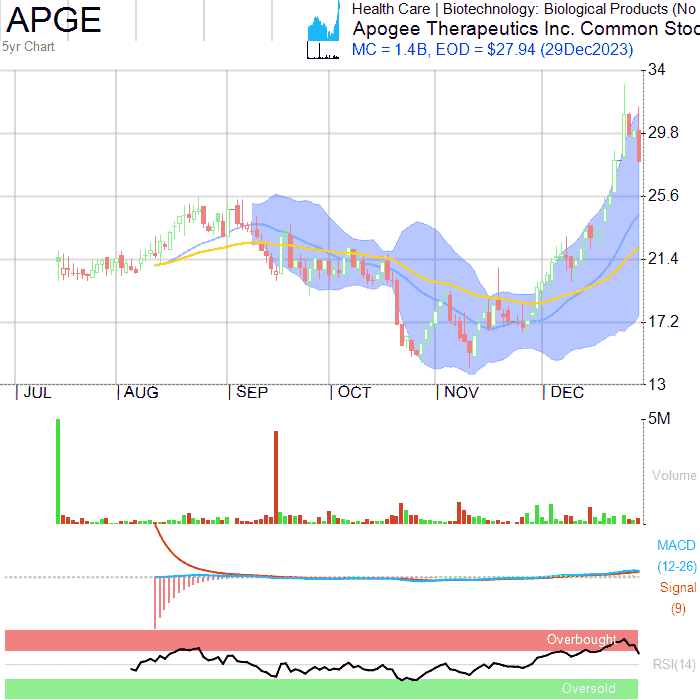 APGE
5yr Chart
Health Care | Biotechnology: Biological Products (No
Apogee Therapeutics Inc. Common Stoc
MC = 1.4B, EOD = $27.94 (29Dec2023)
34
29.8
25.6
21.4
17.2
13
JUL AUG SEP OCT NOV DEC
5M
Volume
MACD
(12-26)
Signal
(9)
Overbought
RSI(14)
Oversold